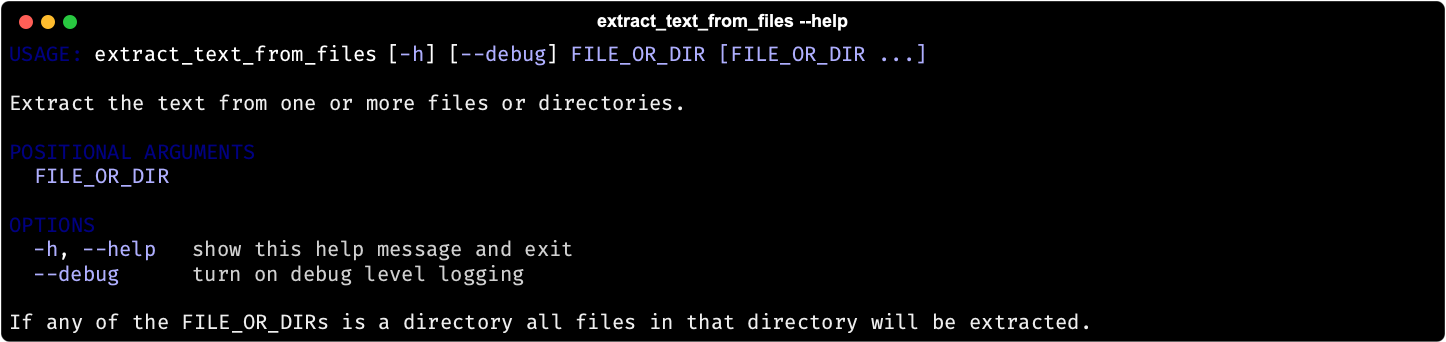 extract_text_from_files --help
USAGE: extract_text_from_files [-h] [--debug] FILE_OR_DIR [FILE_OR_DIR ...]
Extract the text from one or more files or directories.
POSITIONAL ARGUMENTS
FILE_OR_DIR
OPTIONS
-h, --help   show this help message and exit
--debug      turn on debug level logging
If any of the FILE_OR_DIRs is a directory all files in that directory will be extracted.